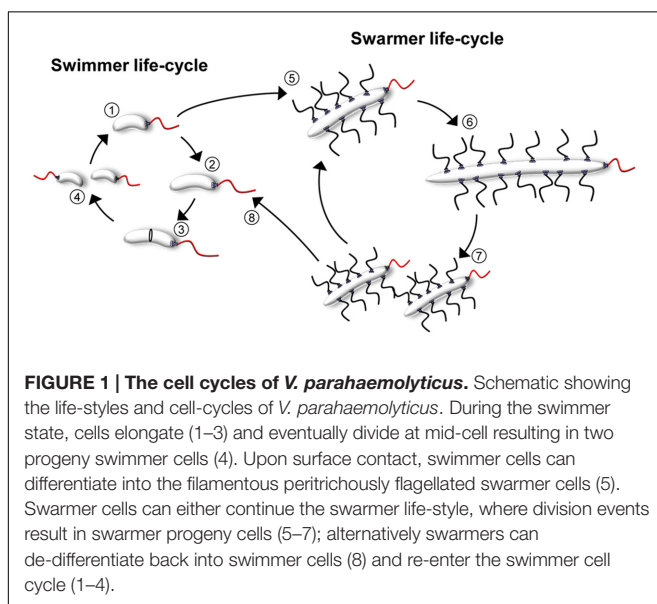 Swarmer life-cycle
Swimmer life-cycle
①
②
③
④
⑤
⑥
⑦
⑧
FIGURE 1 | The cell cycles of V. parahaemolyticus. Schematic showing
the life-styles and cell-cycles of V. parahaemolyticus. During the swimmer
state, cells elongate (1–3) and eventually divide at mid-cell resulting in two
progeny swimmer cells (4). Upon surface contact, swimmer cells can
differentiate into the filamentous peritrichously flagellated swarmer cells (5).
Swarmer cells can either continue the swarmer life-style, where division events
result in swarmer progeny cells (5–7); alternatively swarmers can
de-differentiate back into swimmer cells (8) and re-enter the swimmer cell
cycle (1–4).